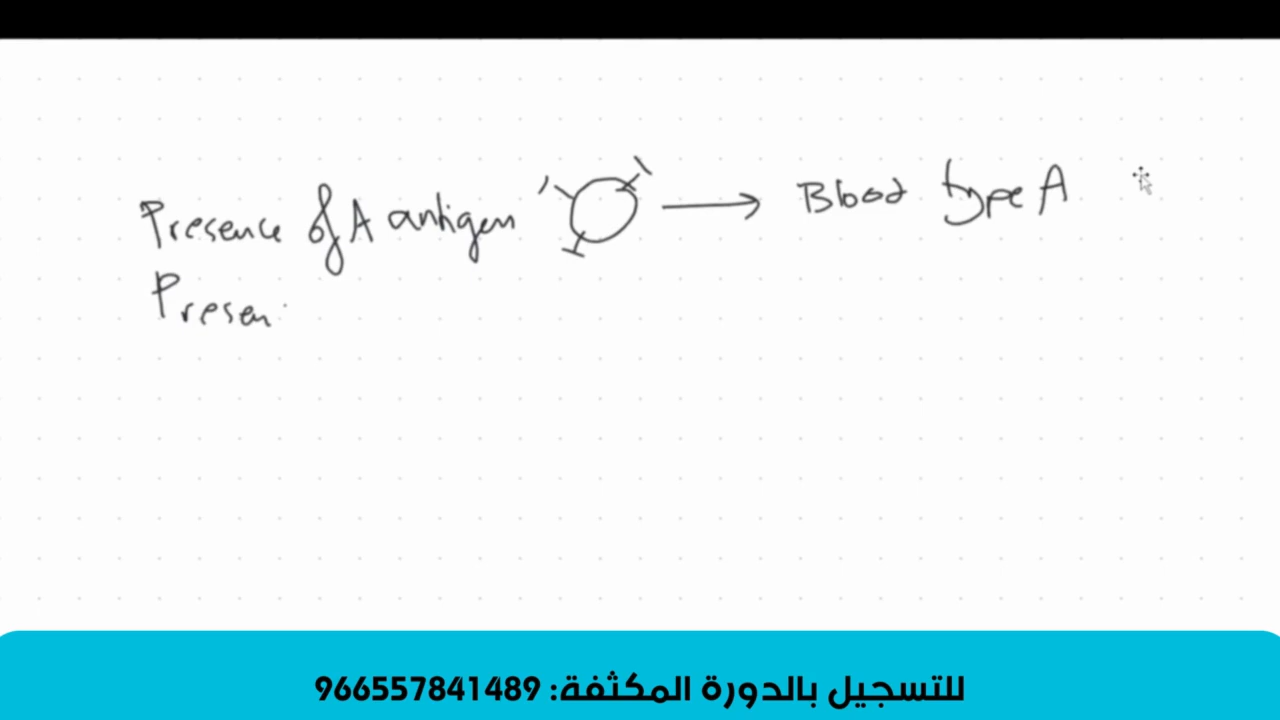 Presence of A antigen → Blood type A
Presen
للتسجيل بالدورة المكثفة: 966557841489